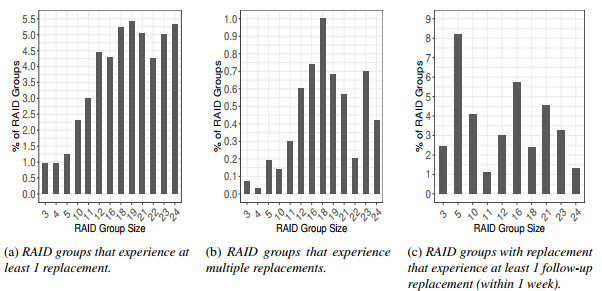 % of RAID Groups
5.5
5.0
4.5
4.0
3.5
3.0
2.5
2.0
1.5
1.0
0.5
0.0
3 4 5 10 11 12 16 18 19 21 22 23 24
RAID Group Size
(a) RAID groups that experience at
least 1 replacement.
% of RAID Groups
1.0
0.9
0.8
0.7
0.6
0.5
0.4
0.3
0.2
0.1
0.0
3 4 5 10 11 12 16 18 19 21 22 23 24
RAID Group Size
(b) RAID groups that experience
multiple replacements.
% of RAID Groups
9
8
7
6
5
4
3
2
1
0
3 5 10 11 12 16 18 21 23 24
RAID Group Size
(c) RAID groups with replacement
that experience at least 1 follow-up
replacement (within 1 week).